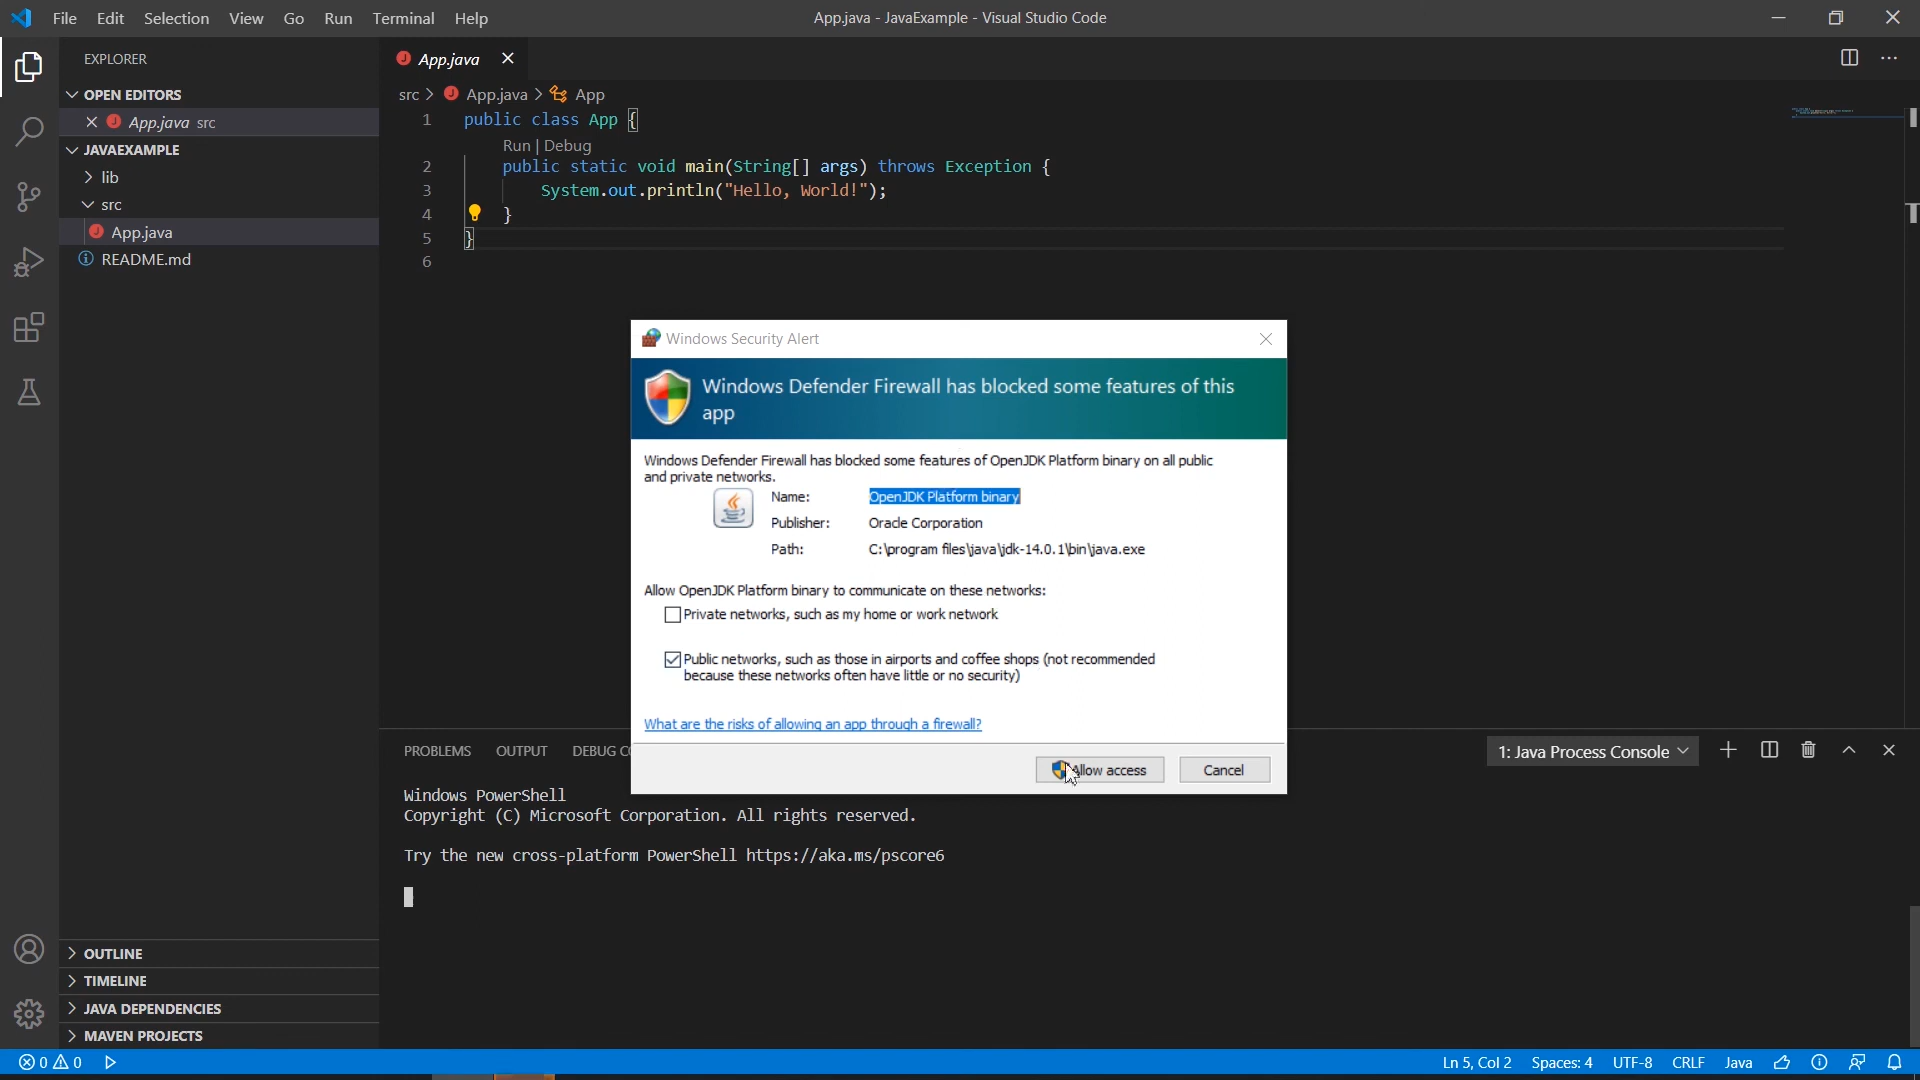 File Edit Selection View Go Run Terminal Help
App.java - JavaExample - Visual Studio Code
EXPLORER
OPEN EDITORS
App.java src
JAVAEXAMPLE
lib
src
App.java
README.md
OUTLINE
TIMELINE
JAVA DEPENDENCIES
MAVEN PROJECTS
App.java
src > App.java > App
1 public class App {
Run | Debug
2 public static void main(String[] args) throws Exception {
3 System.out.println("Hello, World!");
4 }
5 }
6
Windows Security Alert
Windows Defender Firewall has blocked some features of this
app
Windows Defender Firewall has blocked some features of OpenJDK Platform binary on all public
and private networks.
Name: OpenJDK Platform binary
Publisher: Oracle Corporation
Path: C:\program files\java\jdk-14.0.1\bin\java.exe
Allow OpenJDK Platform binary to communicate on these networks:
Private networks, such as my home or work network
Public networks, such as those in airports and coffee shops (not recommended
because these networks often have little or no security)
What are the risks of allowing an app through a firewall?
Allow access Cancel
PROBLEMS OUTPUT DEBUG CO
1: Java Process Console
Windows PowerShell
Copyright (C) Microsoft Corporation. All rights reserved.
Try the new cross-platform PowerShell https://aka.ms/pscore6
0 0
Ln 5, Col 2 Spaces: 4 UTF-8 CRLF Java